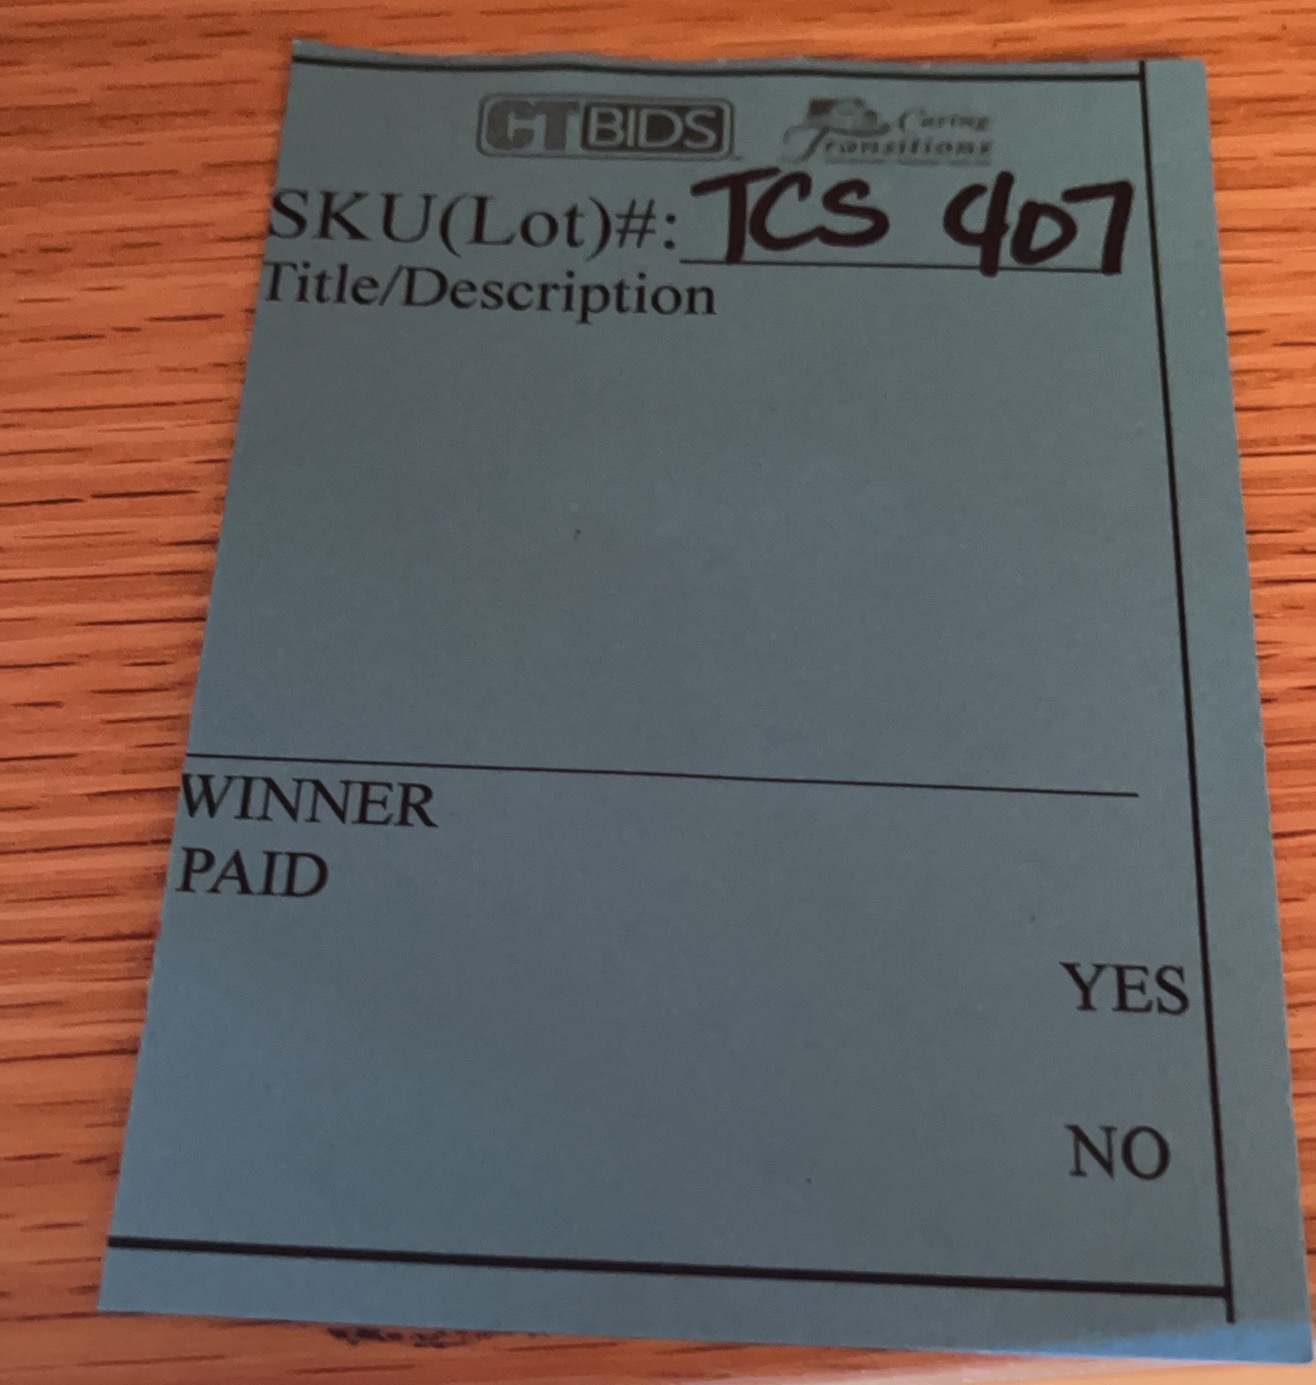 CTBIDS Caring
Transitions
SKU(Lot)#: TCS 407
Title/Description
WINNER
PAID
YES
NO